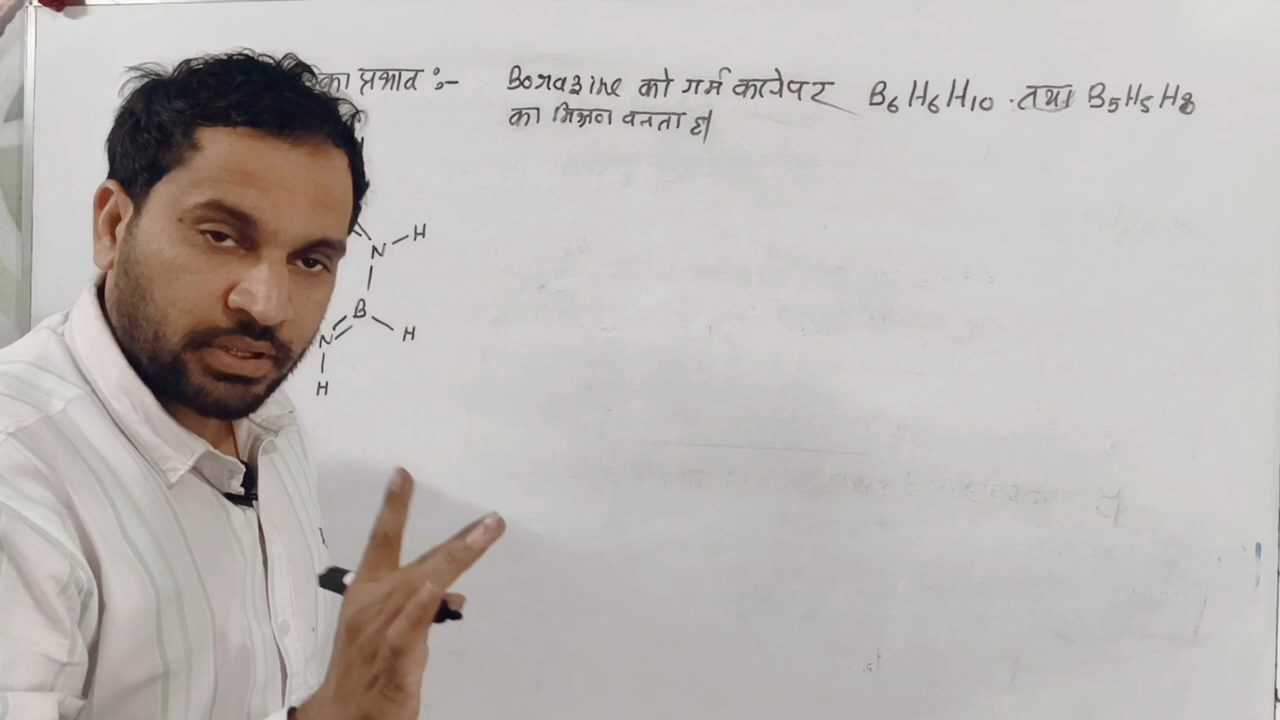 का प्रभाव :- Borazine को गर्म करनेपर B6H6H10 तथा B5H5H8
का मिश्रण बनता है।
N H
B
N H
H